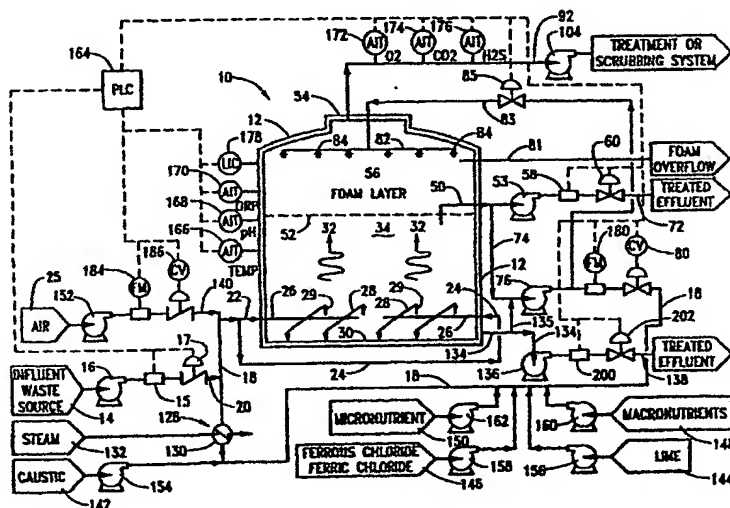 172
AIT
O2
174
AIT
CO2
176
AIT
H2S
92
104
TREATMENT OR
SCRUBBING SYSTEM
164
PLC
10
54
12
85
83
84
82
84
81
178
LIC
56
FOAM LAYER
60
FOAM
OVERFLOW
170
AIT
ORP
50
53
58
TREATED
EFFLUENT
168
AIT
pH
52
72
166
AIT
TEMP
32
34
32
74
180
FM
CV
80
25
184
FM
186
CV
140
12
76
18
AIR
152
22
26
29
28
29
28
24
26
135
134
202
30
134
17
136
TREATED
EFFLUENT
INFLUENT
WASTE
SOURCE
16
18
24
200
138
14
15
20
18
128
STEAM
132
130
MICRONUTRIENT
150
162
160
MACRONUTRIENTS
148
CAUSTIC
154
FERROUS CHLORIDE
FERRIC CHLORIDE
158
156
LIME
142
146
144